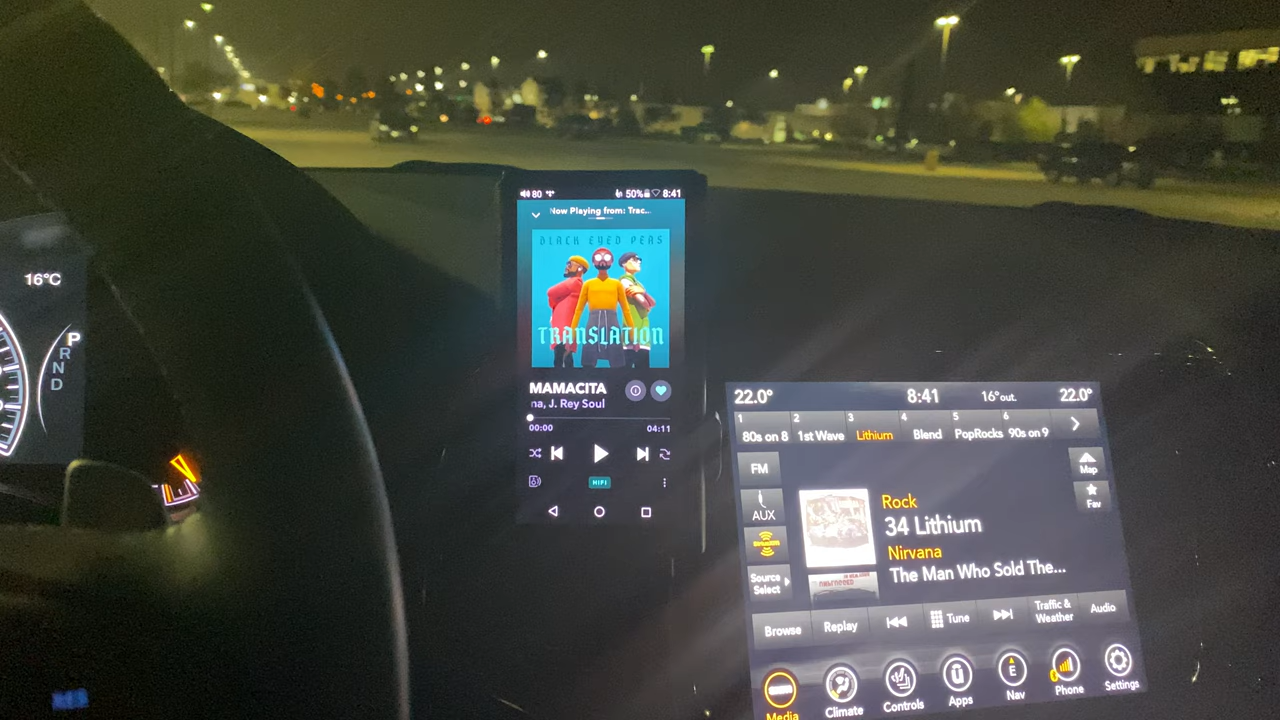 16°C
P
R
N
D
80
50% 8:41
Now Playing from: Trac...
BLACK EYED PEAS
TRANSLATION
MAMACITA
na, J. Rey Soul
00:00 04:11
HIFI
22.0° 8:41 16°out. 22.0°
1 2 3 4 5 6
80s on 8 1st Wave Lithium Blend PopRocks 90s on 9
FM
Map
AUX
Fav
Rock
34 Lithium
siriusxm
Nirvana
Source
Select
The Man Who Sold The...
Browse Replay Tune Traffic &
Weather Audio
E
Media Climate Controls Apps Nav Phone Settings